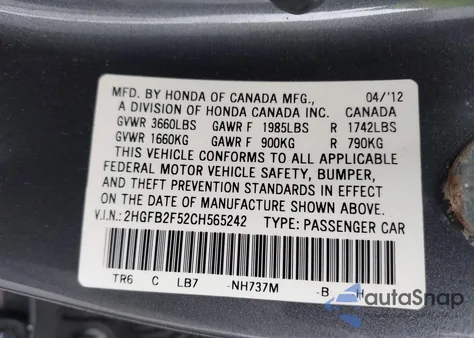 MFD. BY HONDA OF CANADA MFG., 04/'12
A DIVISION OF HONDA CANADA INC. CANADA
GVWR 3660LBS GAWR F 1985LBS R 1742LBS
GVWR 1660KG GAWR F 900KG R 790KG
THIS VEHICLE CONFORMS TO ALL APPLICABLE
FEDERAL MOTOR VEHICLE SAFETY, BUMPER,
AND THEFT PREVENTION STANDARDS IN EFFECT
ON THE DATE OF MANUFACTURE SHOWN ABOVE.
V.I.N.: 2HGFB2F52CH565242 TYPE: PASSENGER CAR
TR6 C LB7 -NH737M -B H
autoSnap